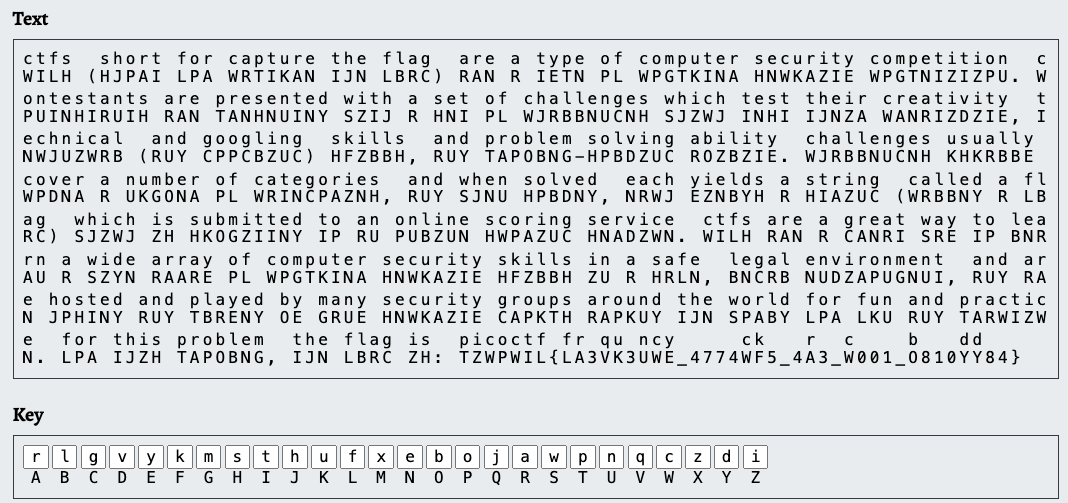 Text
ctfs  short for capture the flag  are a type of computer security competition  c
WILH (HJPAI LPA WRTIKAN IJN LBRC) RAN R IETN PL WPGTKINA HNWKAZIE WPGTNIZIZPU. W
ontestants are presented with a set of challenges which test their creativity  t
PUINHIRUIH RAN TANHNUINY SZIJ R HNI PL WJRBBNUCNH SJZWJ INHI IJNZA WANRIZDZIE, I
echnical  and googling  skills  and problem solving ability  challenges usually
NWJUZWRB (RUY CPPCBZUC) HFZBBH, RUY TAPOBNG-HPBDZUC ROZBZIE. WJRBBNUCNH KHKRBBE
cover a number of categories  and when solved  each yields a string  called a fl
WPDNA R UKGONA PL WRINCPAZNH, RUY SJNU HPBDNY, NRWJ EZNBYH R HIAZUC (WRBBNY R LB
ag  which is submitted to an online scoring service  ctfs are a great way to lea
RC) SJZWJ ZH HKOGZIINY IP RU PUBZUN HWPAZUC HNADZWN. WILH RAN R CANRI SRE IP BNR
rn a wide array of computer security skills in a safe  legal environment  and ar
AU R SZYN RAARE PL WPGTKINA HNWKAZIE HFZBBH ZU R HRLN, BNCRB NUDZAPUGNUI, RUY RA
e hosted and played by many security groups around the world for fun and practic
N JPHINY RUY TBRENY OE GRUE HNWKAZIE CAPKTH RAPKUY IJN SPABY LPA LKU RUY TARWIZW
e  for this problem  the flag is  picoctf fr qu ncy      ck   r  c    b   dd
N. LPA IJZH TAPOBNG, IJN LBRC ZH: TZWPWIL{LA3VK3UWE_4774WF5_4A3_W001_O810YY84}
Key
r l g v y k m s t h u f x e b o j a w p n q c z d i
A B C D E F G H I J K L M N O P Q R S T U V W X Y Z